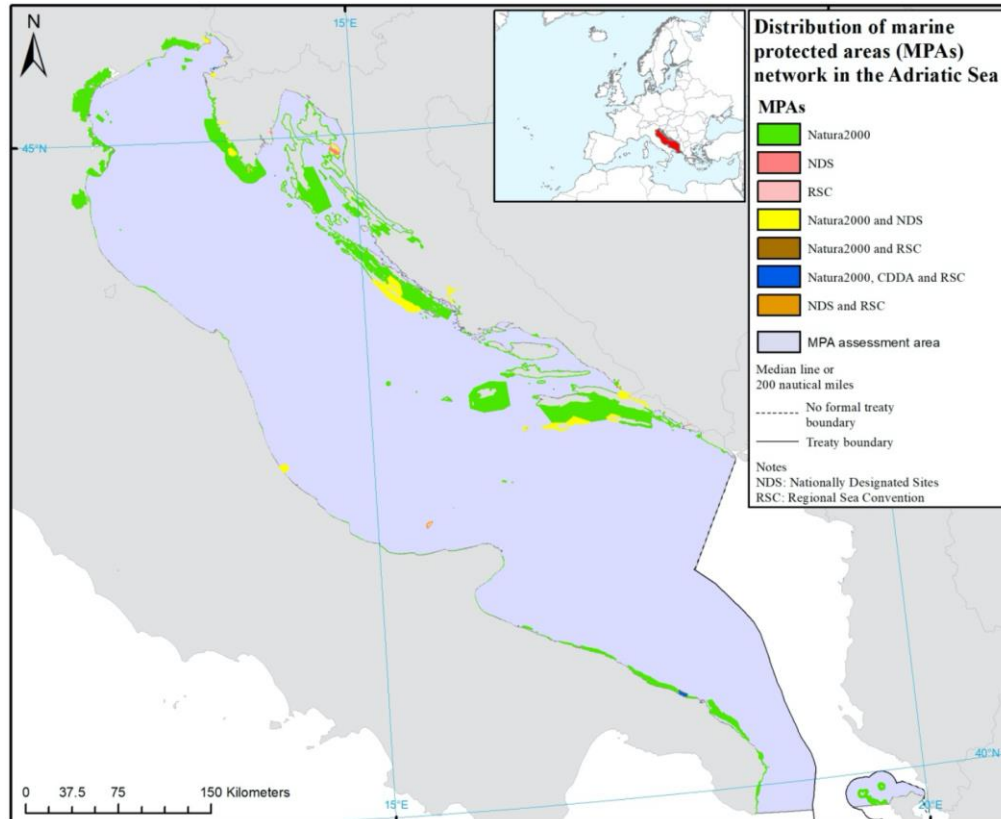 N
15°E
45°N
Distribution of marine
protected areas (MPAs)
network in the Adriatic Sea
MPAs
Natura2000
NDS
RSC
Natura2000 and NDS
Natura2000 and RSC
Natura2000, CDDA and RSC
NDS and RSC
MPA assessment area
Median line or
200 nautical miles
No formal treaty
boundary
Treaty boundary
Notes
NDS: Nationally Designated Sites
RSC: Regional Sea Convention
40°N
0 37.5 75 150 Kilometers
15°E
20°E